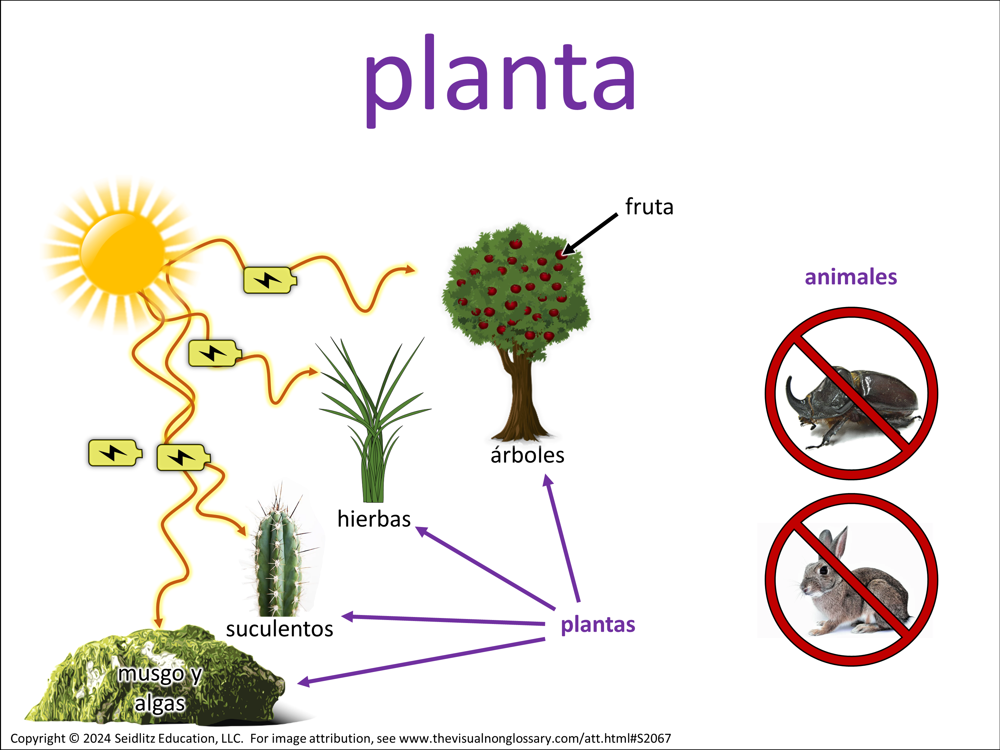 planta
fruta
animales
árboles
hierbas
suculentos
plantas
musgo y
algas
Copyright © 2024 Seidlitz Education, LLC.  For image attribution, see www.thevisualnonglossary.com/att.html#S2067